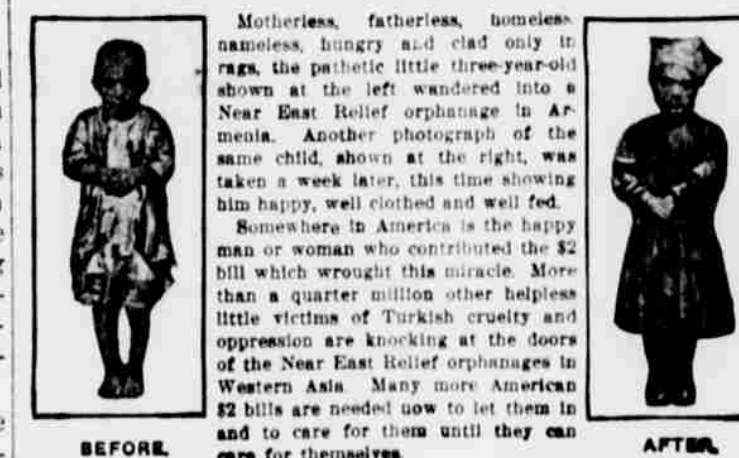 Motherless, fatherless, homeless
nameless, hungry and clad only in
rags, the pathetic little three-year-old
shown at the left wandered into a
Near East Relief orphanage in Ar-
menia. Another photograph of the
same child, shown at the right, was
taken a week later, this time showing
him happy, well clothed and well fed.
Somewhere in America is the happy
man or woman who contributed the $2
bill which wrought this miracle. More
than a quarter million other helpless
little victims of Turkish cruelty and
oppression are knocking at the doors
of the Near East Relief orphanages in
Western Asia. Many more American
$2 bills are needed now to let them in
and to care for them until they can
care for themselves
BEFORE.
AFTER.